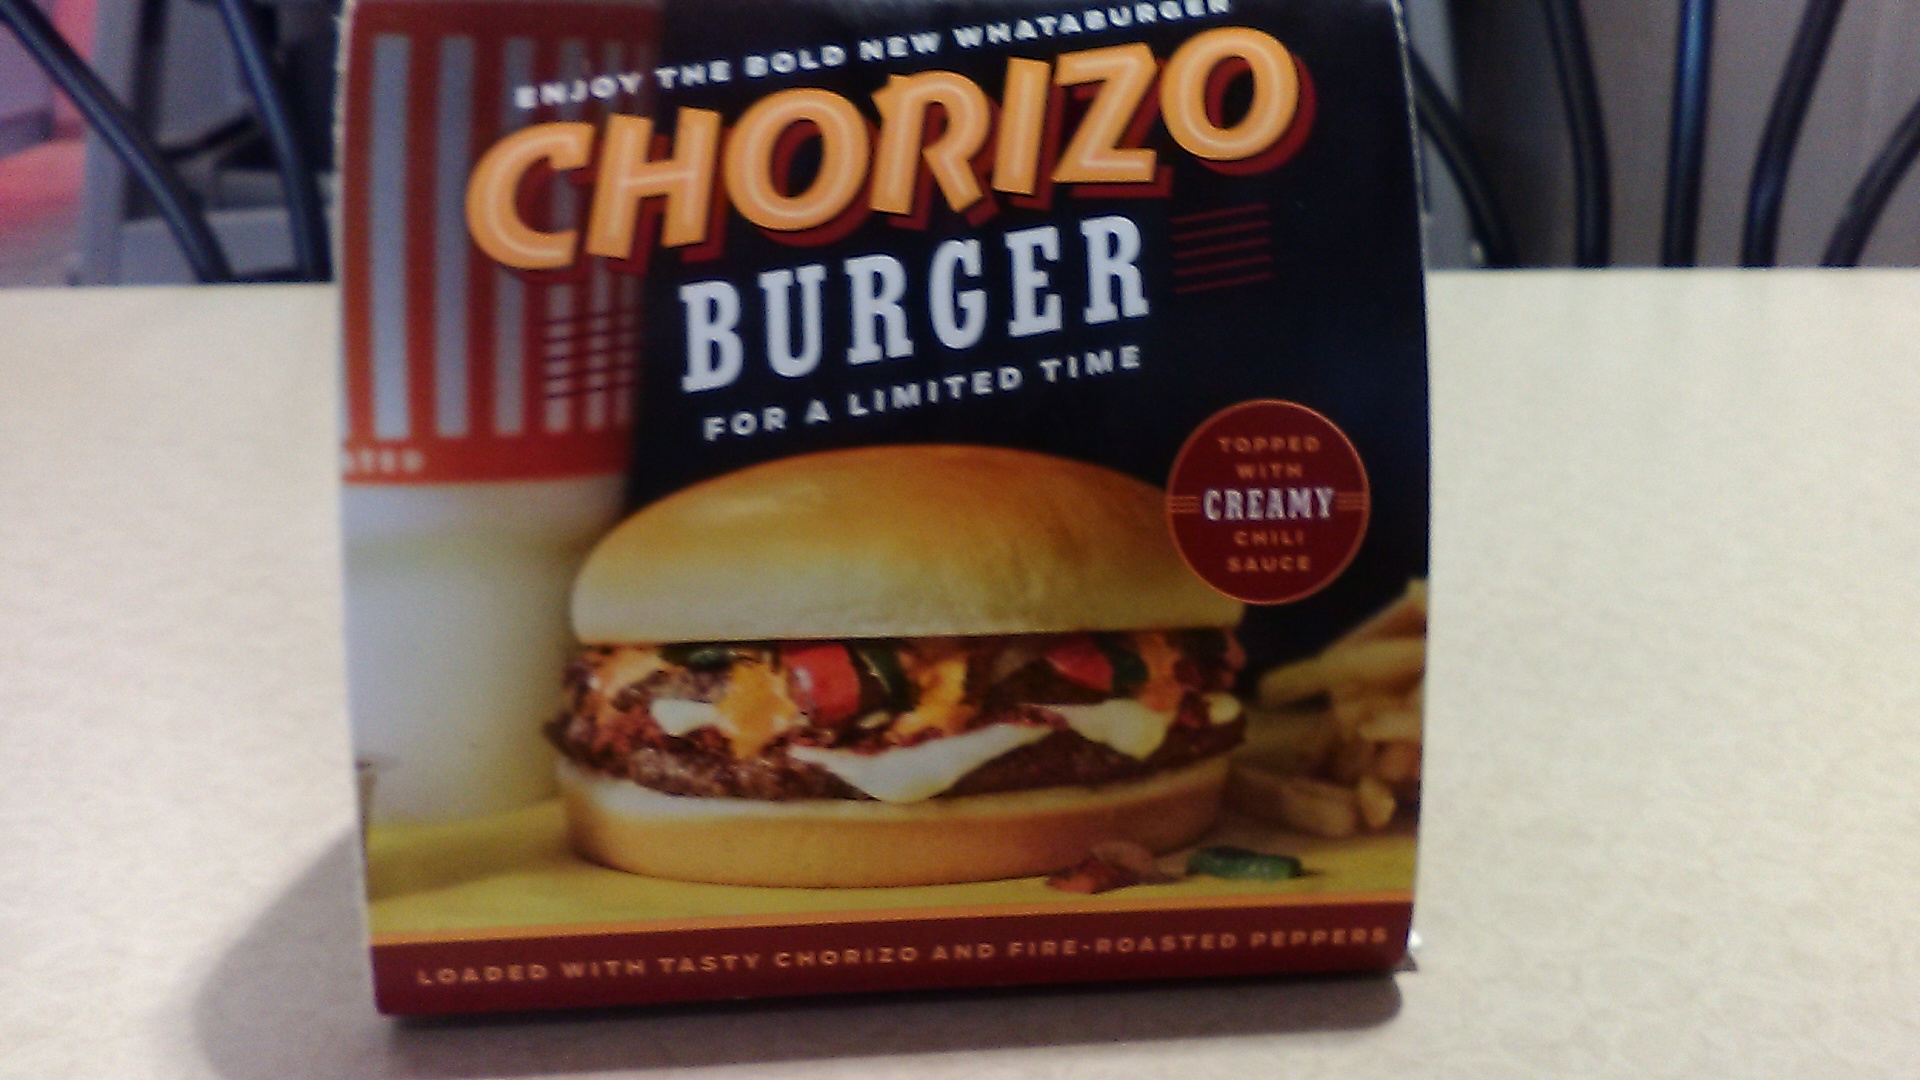 ENJOY THE BOLD NEW WHATABURGER
CHORIZO
BURGER
FOR A LIMITED TIME
TOPPED
WITH
CREAMY
CHILI
SAUCE
LOADED WITH TASTY CHORIZO AND FIRE-ROASTED PEPPERS